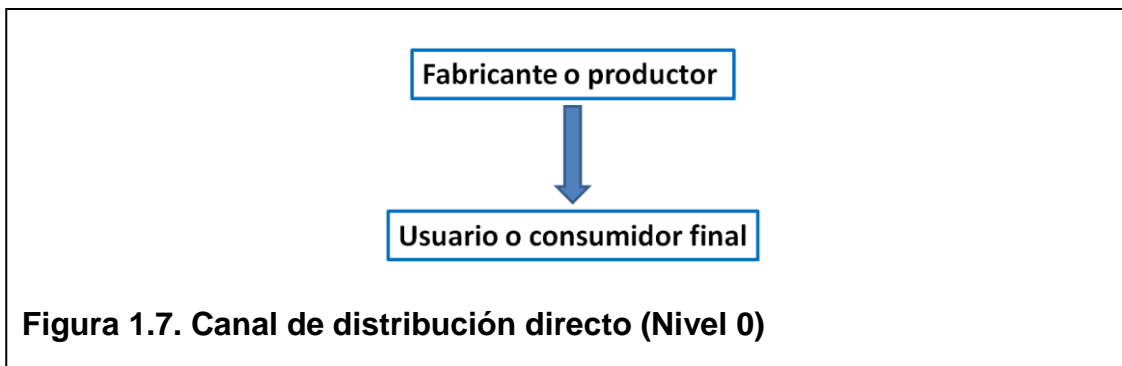 Fabricante o productor
Usuario o consumidor final
Figura 1.7. Canal de distribución directo (Nivel 0)